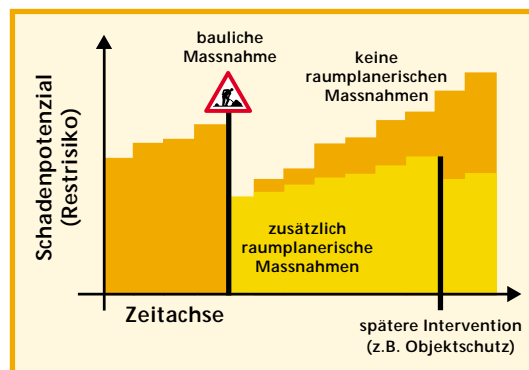 bauliche
Massnahme
keine
raumplanerischen
Massnahmen
Schadenpotenzial
(Restrisiko)
zusätzlich
raumplanerische
Massnahmen
Zeitachse
spätere Intervention
(z.B. Objektschutz)